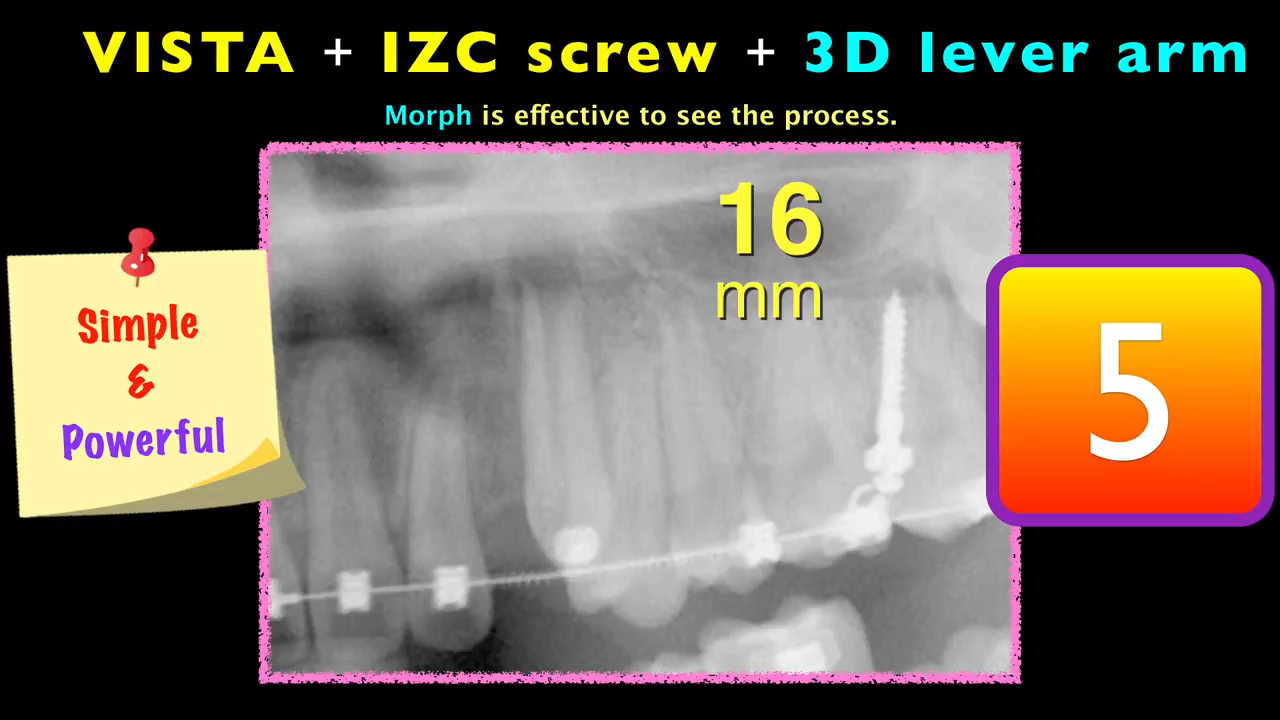 VISTA + IZC screw + 3D lever arm
Morph is effective to see the process.
16
mm
Simple
&
Powerful
5